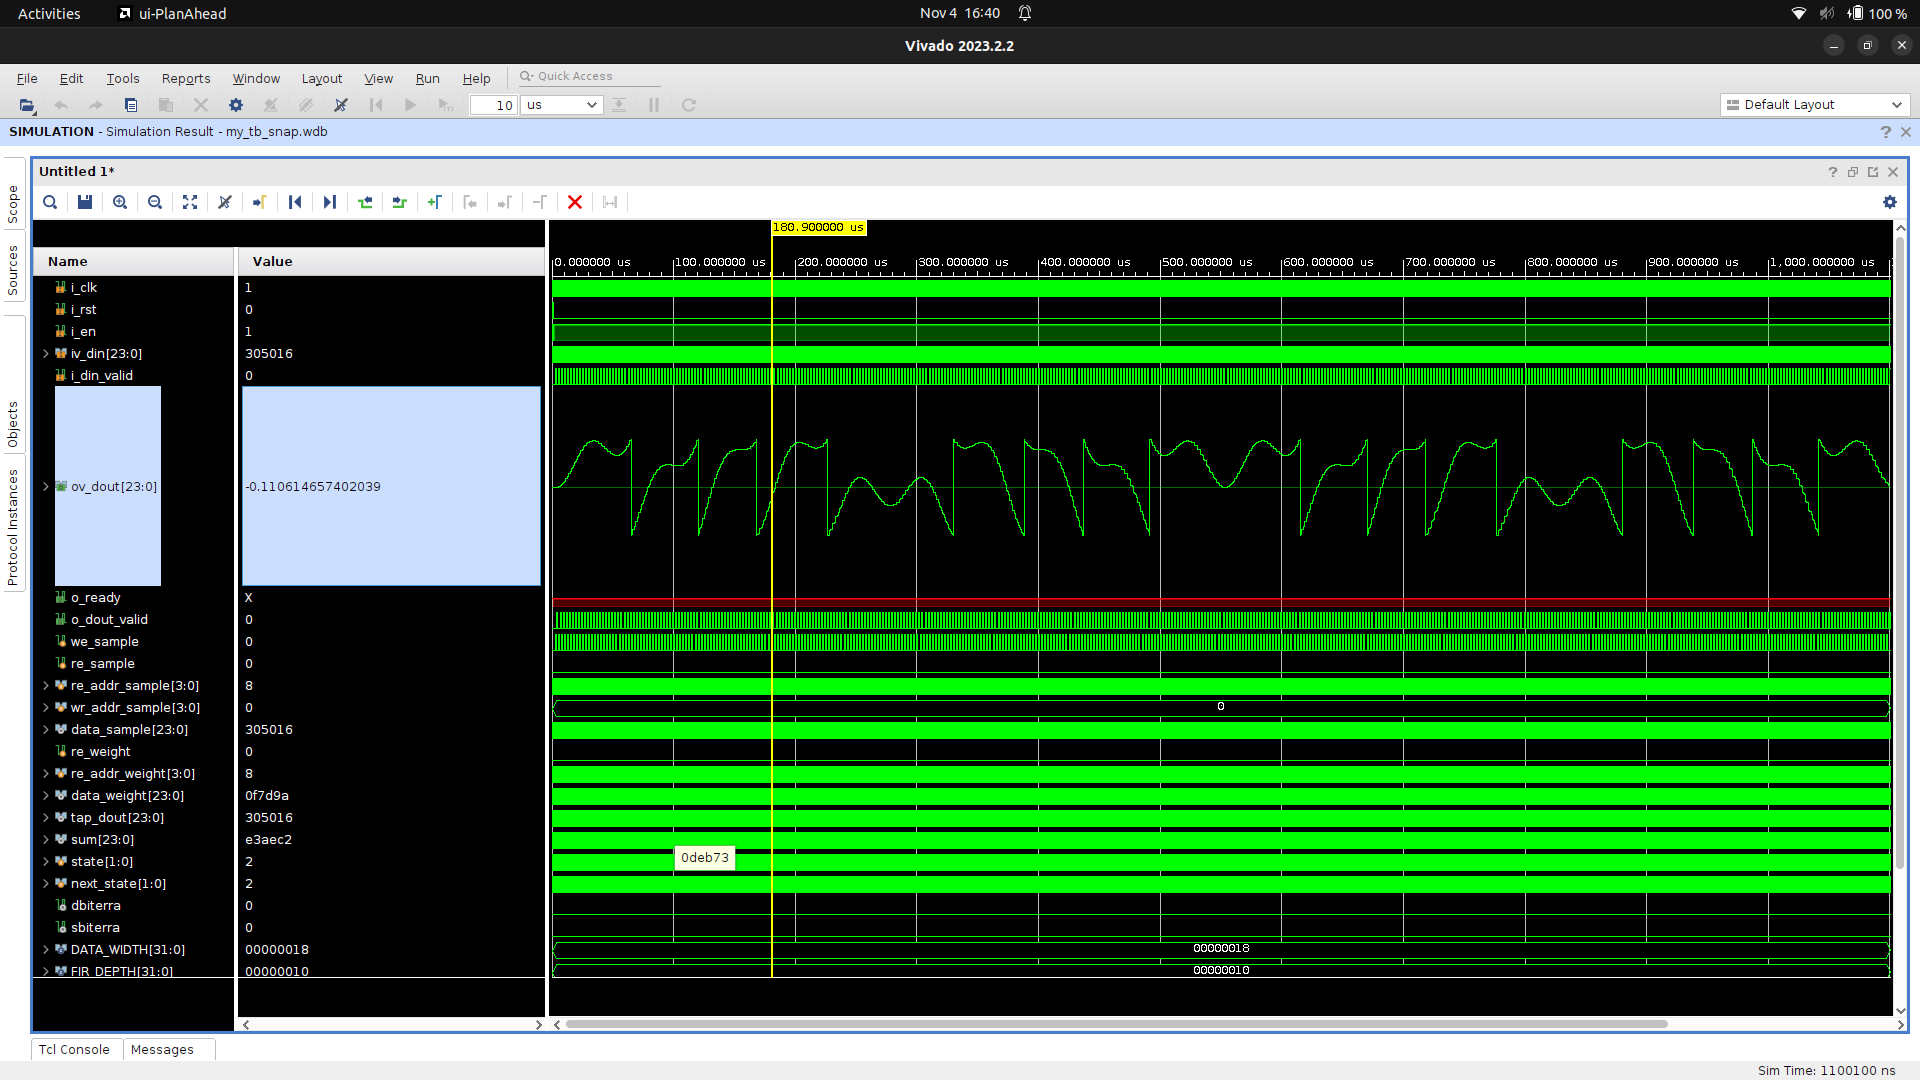 Activities ui-PlanAhead Nov 4 16:40 100 %
Vivado 2023.2.2
File Edit Tools Reports Window Layout View Run Help Quick Access
10 us Default Layout
SIMULATION - Simulation Result - my_tb_snap.wdb
Scope
Sources
Objects
Protocol Instances
Untitled 1*
180.900000 us
Name Value
0.000000 us 100.000000 us 200.000000 us 300.000000 us 400.000000 us 500.000000 us 600.000000 us 700.000000 us 800.000000 us 900.000000 us 1,000.000000 us
i_clk 1
i_rst 0
i_en 1
iv_din[23:0] 305016
i_din_valid 0
ov_dout[23:0] -0.110614657402039
o_ready X
o_dout_valid 0
we_sample 0
re_sample 0
re_addr_sample[3:0] 8
wr_addr_sample[3:0] 0 0
data_sample[23:0] 305016
re_weight 0
re_addr_weight[3:0] 8
data_weight[23:0] 0f7d9a
tap_dout[23:0] 305016
sum[23:0] e3aec2
state[1:0] 2 0deb73
next_state[1:0] 2
dbiterra 0
sbiterra 0
DATA_WIDTH[31:0] 00000018 00000018
FIR_DEPTH[31:0] 00000010 00000010
Tcl Console Messages
Sim Time: 1100100 ns